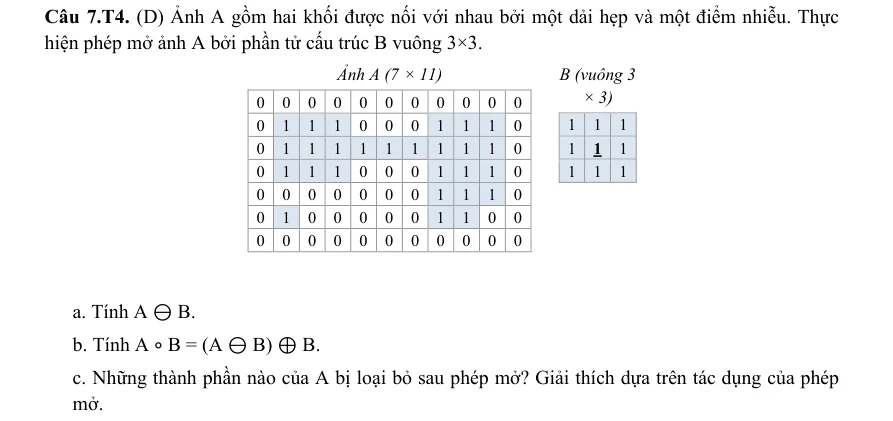 Câu 7.T4. (D) Ảnh A gồm hai khối được nối với nhau bởi một dải hẹp và một điểm nhiễu. Thực
hiện phép mở ảnh A bởi phần tử cấu trúc B vuông 3×3.
Ảnh A (7 × 11)
0 0 0 0 0 0 0 0 0 0 0
0 1 1 1 0 0 0 1 1 1 0
0 1 1 1 1 1 1 1 1 1 0
0 1 1 1 0 0 0 1 1 1 0
0 0 0 0 0 0 0 1 1 1 0
0 1 0 0 0 0 0 1 1 0 0
0 0 0 0 0 0 0 0 0 0 0
B (vuông 3
× 3)
1 1 1
1 1 1
1 1 1
a. Tính A ⊖ B.
b. Tính A ∘ B = (A ⊖ B) ⊕ B.
c. Những thành phần nào của A bị loại bỏ sau phép mở? Giải thích dựa trên tác dụng của phép
mở.